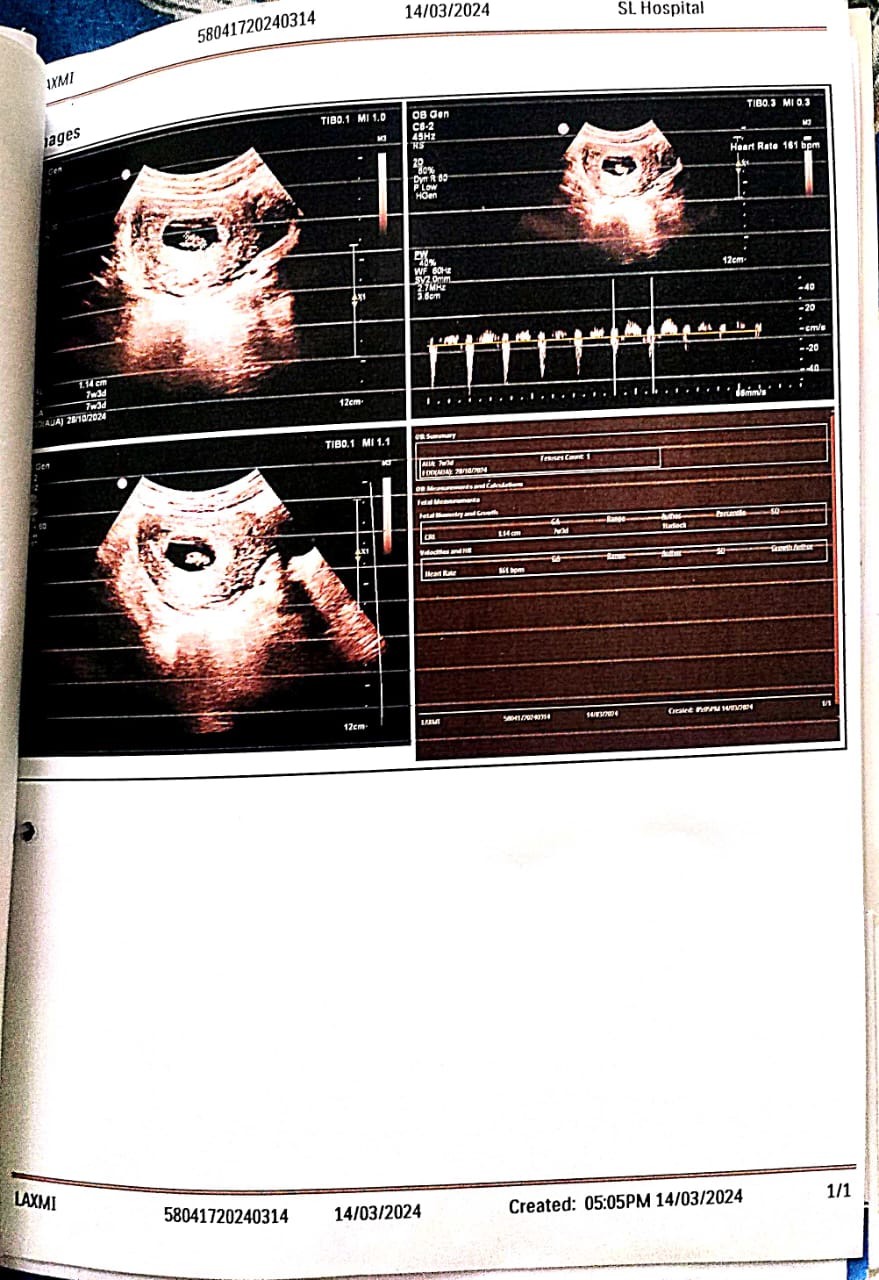 58041720240314 14/03/2024 SL Hospital
AXMI
ages
Gen
TIB0.1 MI 1.0
M3
1.14 cm
7w3d
7w3d
(AUA) 28/10/2024
12cm
OB Gen
C6-2
45Hz
RS
2D
60%
Dyn R 60
P Low
HGen
PW
40%
WF 60Hz
SV2.0mm
2.7MHz
3.6cm
TIB0.3 MI 0.3
M3
Heart Rate 161 bpm
12cm
-40
-20
-cm/s
-20
-40
66mm/s
Gen
TIB0.1 MI 1.1
M3
12cm
OB Summary
AUA: 7w3d Fetuses Count: 1
EDD(AUA): 28/10/2024
OB Measurements and Calculations
Fetal Measurements
Fetal Biometry and Growth GA Range Author Percentile SD
CRL 1.14 cm 7w3d Hadlock
Velocities and HR GA Range Author SD Growth Author
Heart Rate 161 bpm
LAXMI 58041720240314 14/03/2024 Created: 05:05PM 14/03/2024 1/1
LAXMI 58041720240314 14/03/2024 Created: 05:05PM 14/03/2024 1/1